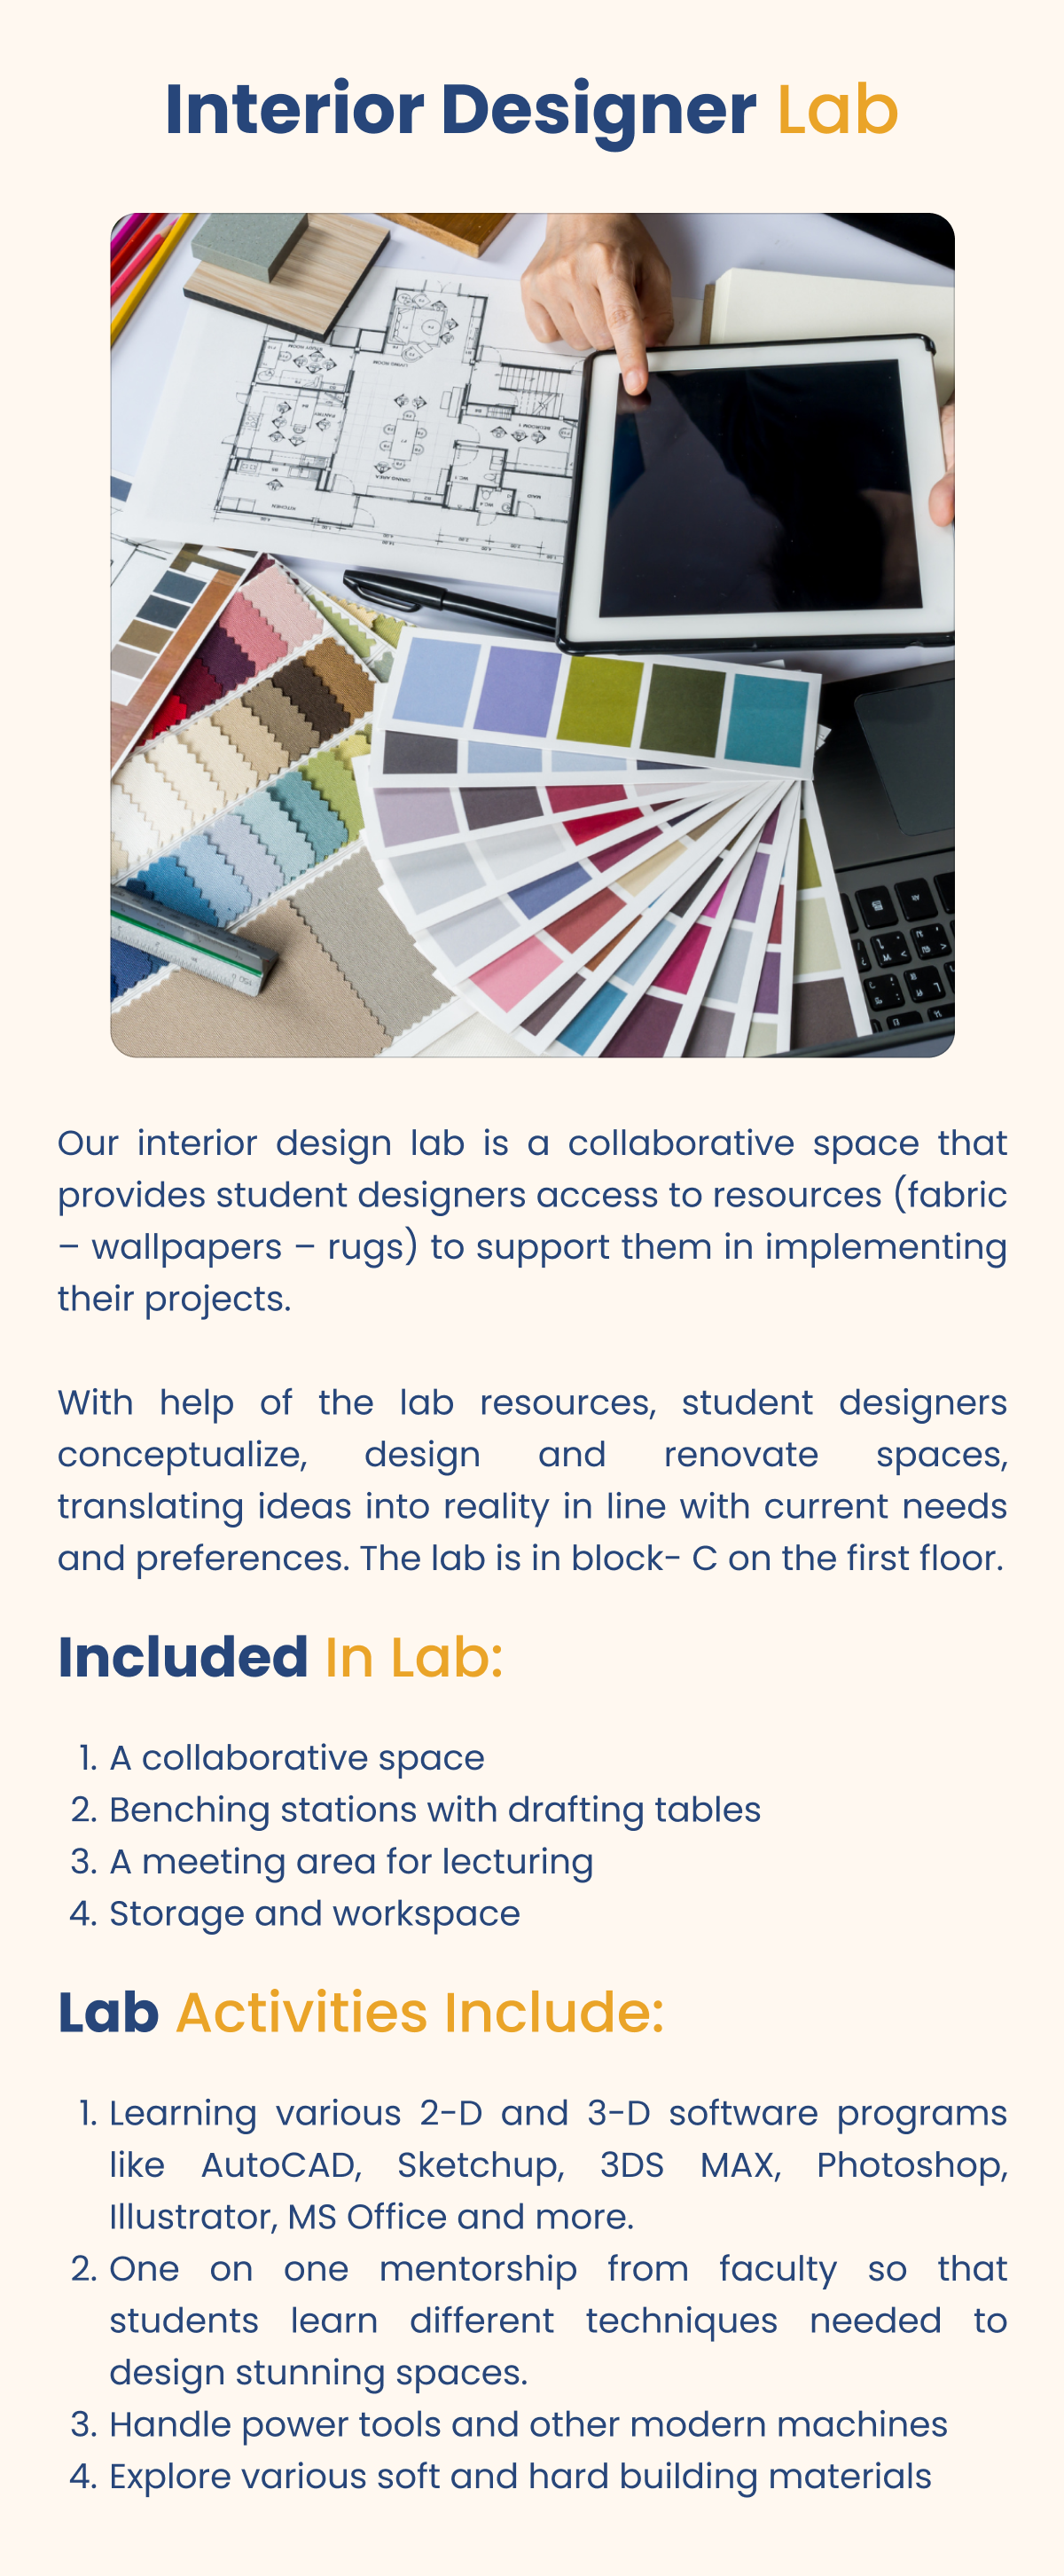 Interior Designer Lab
LIVING ROOM
DINING AREA
KITCHEN
Our interior design lab is a collaborative space that
provides student designers access to resources (fabric
– wallpapers – rugs) to support them in implementing
their projects.
With help of the lab resources, student designers
conceptualize, design and renovate spaces,
translating ideas into reality in line with current needs
and preferences. The lab is in block- C on the first floor.
Included In Lab:
1. A collaborative space
2. Benching stations with drafting tables
3. A meeting area for lecturing
4. Storage and workspace
Lab Activities Include:
1. Learning various 2-D and 3-D software programs
like AutoCAD, Sketchup, 3DS MAX, Photoshop,
Illustrator, MS Office and more.
2. One on one mentorship from faculty so that
students learn different techniques needed to
design stunning spaces.
3. Handle power tools and other modern machines
4. Explore various soft and hard building materials